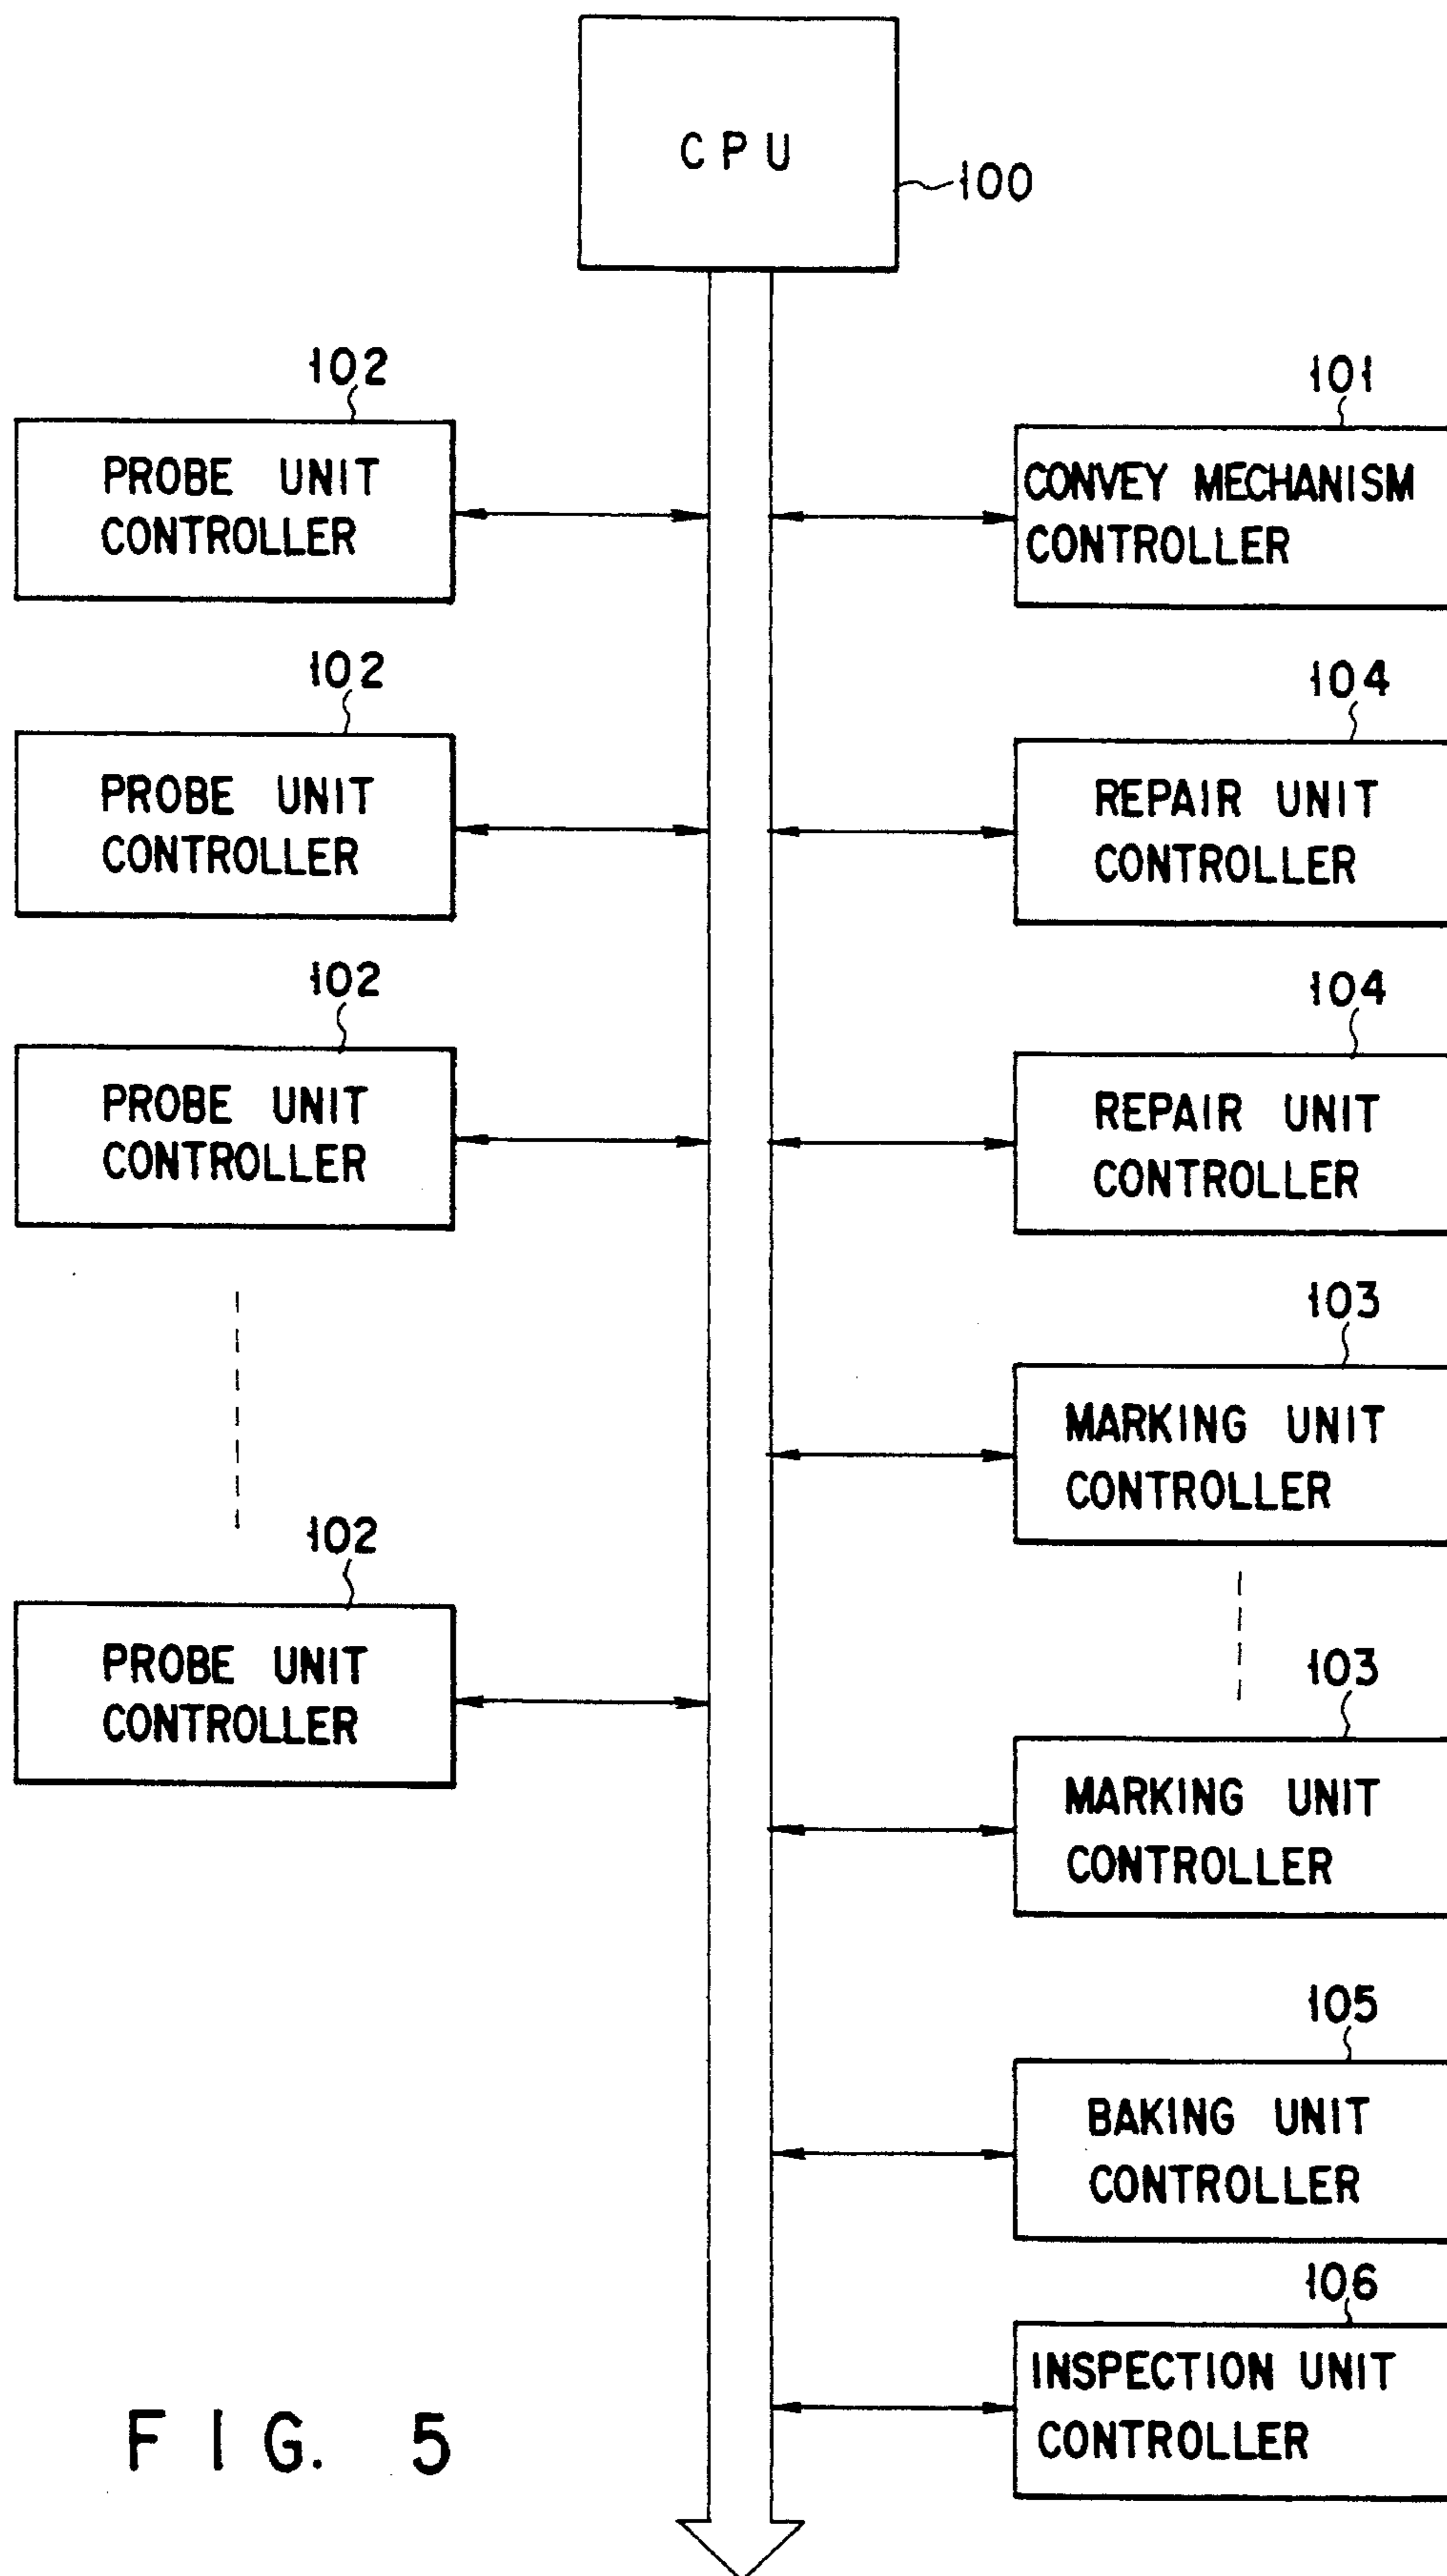 CPU
100
102
PROBE UNIT
CONTROLLER
102
PROBE UNIT
CONTROLLER
102
PROBE UNIT
CONTROLLER
102
PROBE UNIT
CONTROLLER
101
CONVEY MECHANISM
CONTROLLER
104
REPAIR UNIT
CONTROLLER
104
REPAIR UNIT
CONTROLLER
103
MARKING UNIT
CONTROLLER
103
MARKING UNIT
CONTROLLER
105
BAKING UNIT
CONTROLLER
106
INSPECTION UNIT
CONTROLLER
FIG. 5